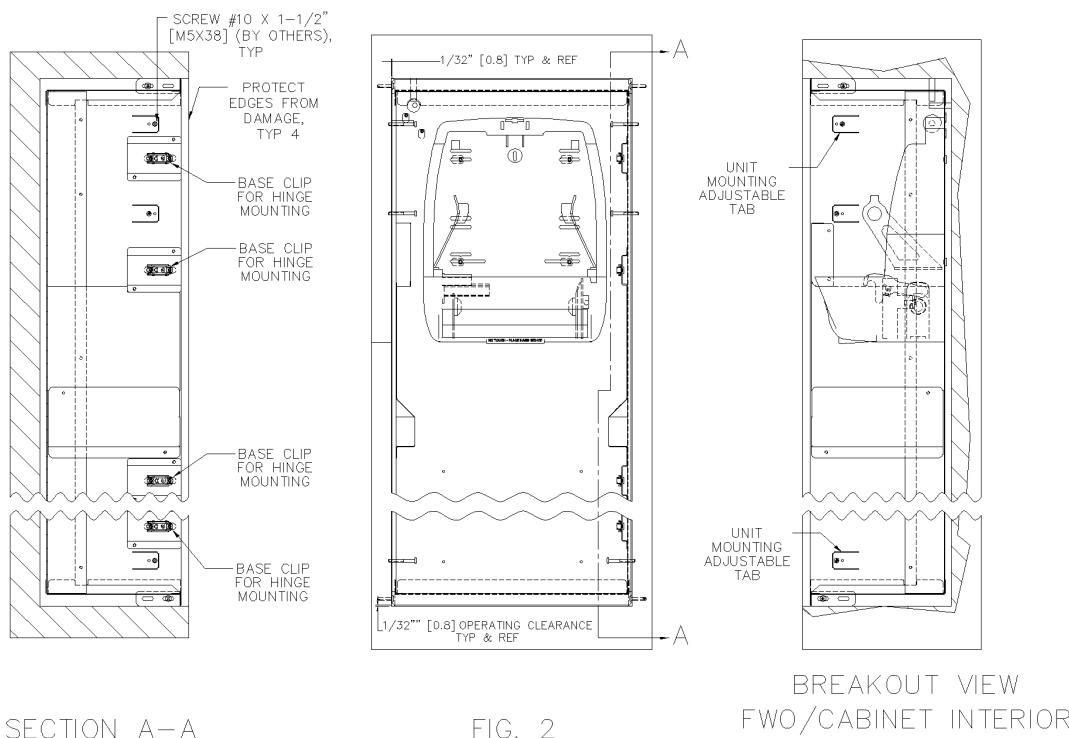 SCREW #10 X 1-1/2"
[M5X38] (BY OTHERS),
TYP
PROTECT
EDGES FROM
DAMAGE,
TYP 4
BASE CLIP
FOR HINGE
MOUNTING
BASE CLIP
FOR HINGE
MOUNTING
BASE CLIP
FOR HINGE
MOUNTING
BASE CLIP
FOR HINGE
MOUNTING
SECTION A-A
1/32" [0.8] TYP & REF
A
1/32"" [0.8] OPERATING CLEARANCE
TYP & REF
A
FIG. 2
UNIT
MOUNTING
ADJUSTABLE
TAB
UNIT
MOUNTING
ADJUSTABLE
TAB
BREAKOUT VIEW
FWO/CABINET INTERIOR